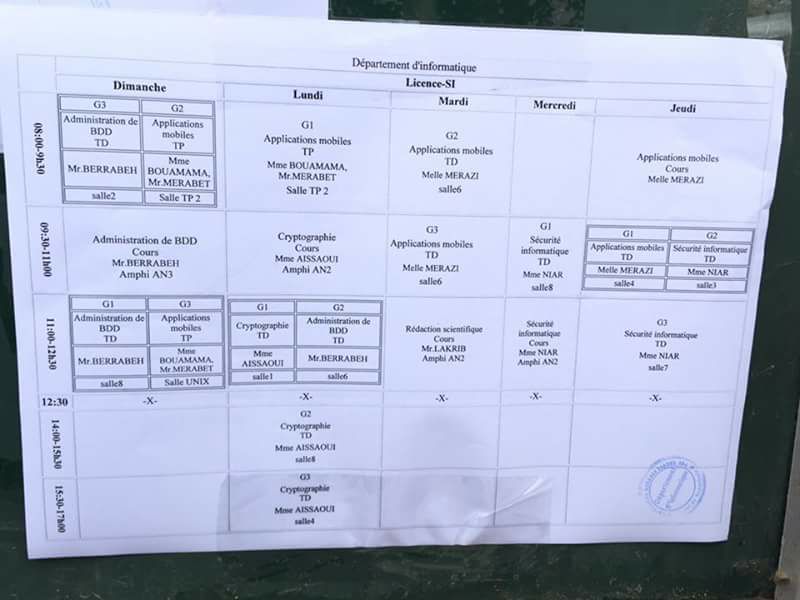 Département d'informatique
Licence-SI
Dimanche
Lundi
Mardi
Mercredi
Jeudi
08:00-9h30
G3
G2
Administration de
BDD
TD
Applications
mobiles
TP
Mr.BERRABEH
Mme
BOUAMAMA,
Mr.MERABET
salle2
Salle TP 2
G1
Applications mobiles
TP
Mme BOUAMAMA,
Mr.MERABET
Salle TP 2
G2
Applications mobiles
TD
Melle MERAZI
salle6
Applications mobiles
Cours
Melle MERAZI
09:30-11h00
Administration de BDD
Cours
Mr.BERRABEH
Amphi AN3
Cryptographie
Cours
Mme AISSAOUI
Amphi AN2
G3
Applications mobiles
TD
Melle MERAZI
salle6
G1
Sécurité
informatique
TD
Mme NIAR
salle8
G1
G2
Applications mobiles
TD
Sécurité informatique
TD
Melle MERAZI
Mme NIAR
salle4
salle3
11:00-12h30
G1
G3
Administration de
BDD
TD
Applications
mobiles
TP
Mr.BERRABEH
Mme
BOUAMAMA,
Mr.MERABET
salle8
Salle UNIX
G1
G2
Cryptographie
TD
Administration de
BDD
TD
Mme
AISSAOUI
Mr.BERRABEH
salle1
salle6
Rédaction scientifique
Cours
Mr.LAKRIB
Amphi AN2
Sécurité
informatique
Cours
Mme NIAR
Amphi AN2
G3
Sécurité informatique
TD
Mme NIAR
salle7
12:30
-X-
-X-
-X-
-X-
-X-
14:00-15h30
G2
Cryptographie
TD
Mme AISSAOUI
salle8
15:30-17h00
G3
Cryptographie
TD
Mme AISSAOUI
salle4